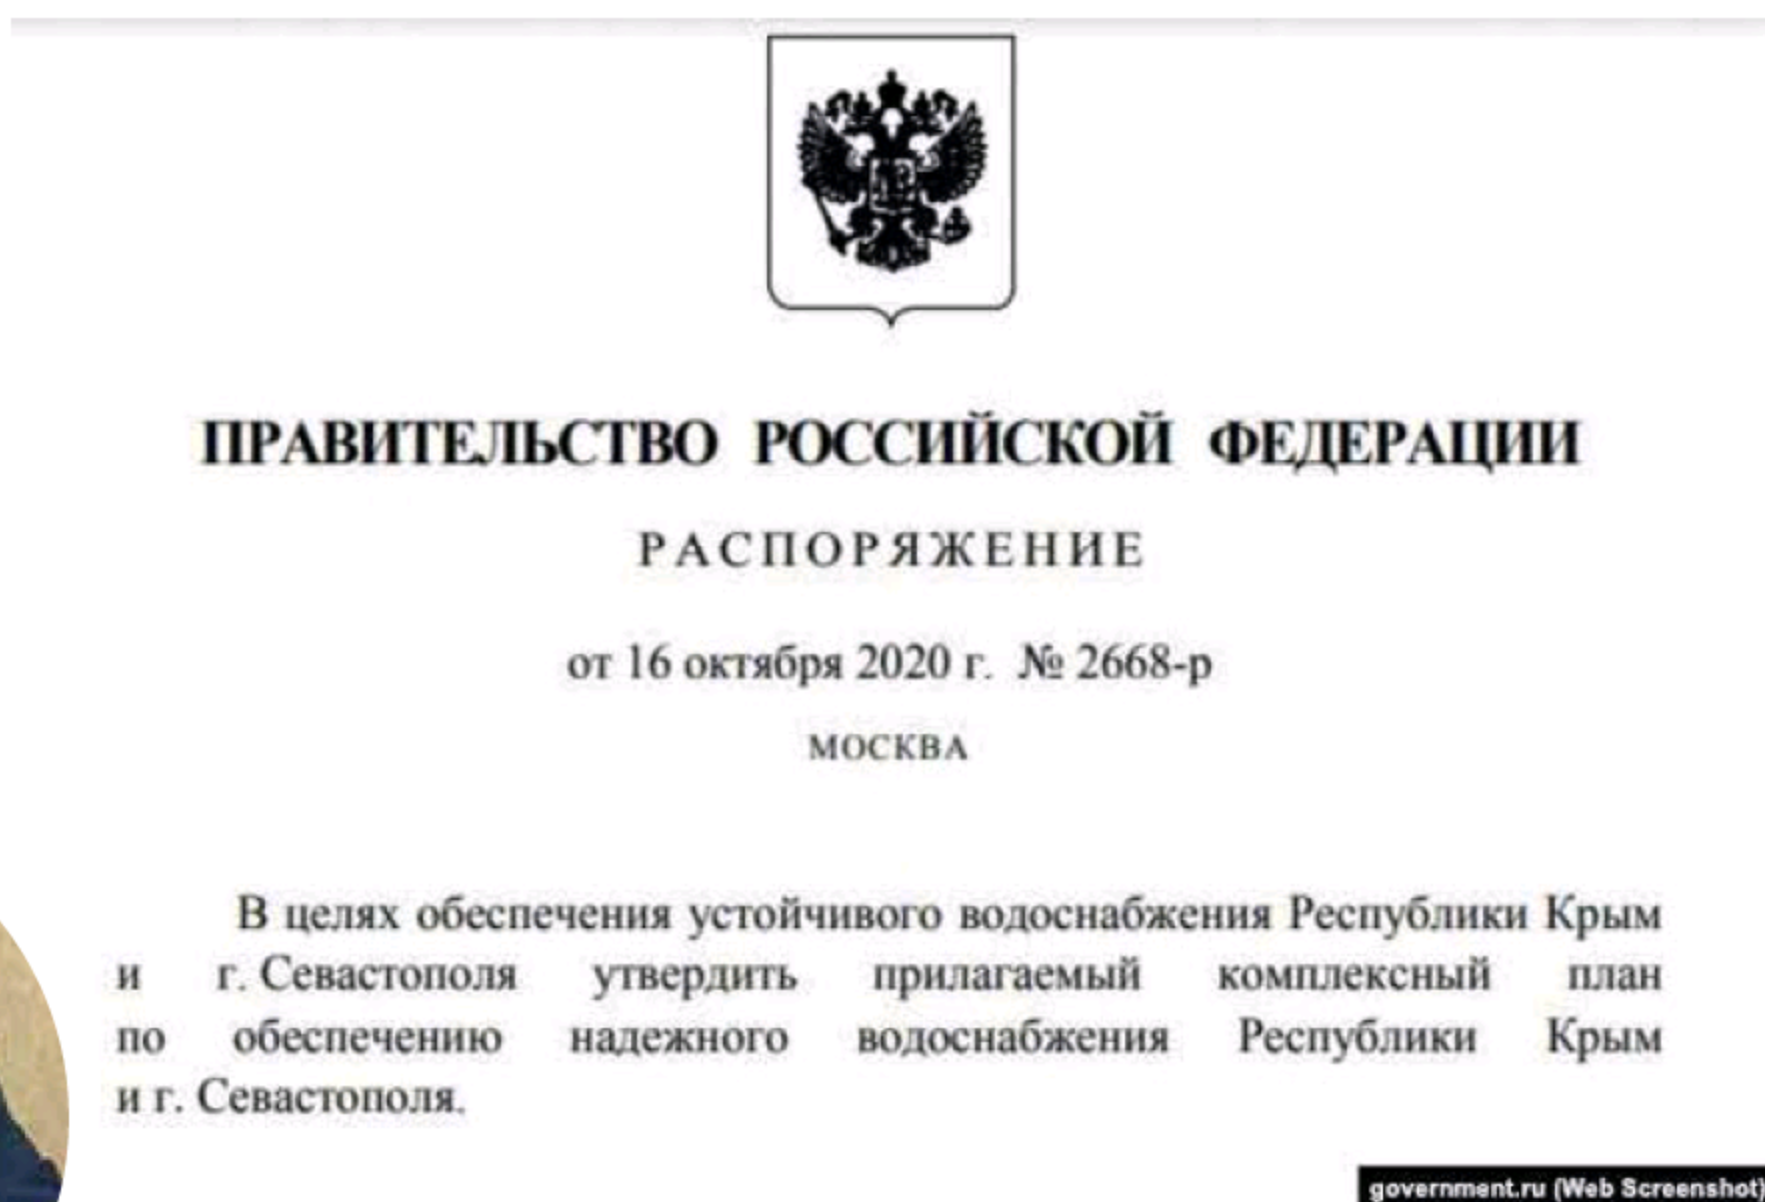 ПРАВИТЕЛЬСТВО РОССИЙСКОЙ ФЕДЕРАЦИИ
РАСПОРЯЖЕНИЕ
от 16 октября 2020 г. № 2668-р
МОСКВА
В целях обеспечения устойчивого водоснабжения Республики Крым
и г. Севастополя утвердить прилагаемый комплексный план
по обеспечению надежного водоснабжения Республики Крым
и г. Севастополя.
government.ru (Web Screenshot)